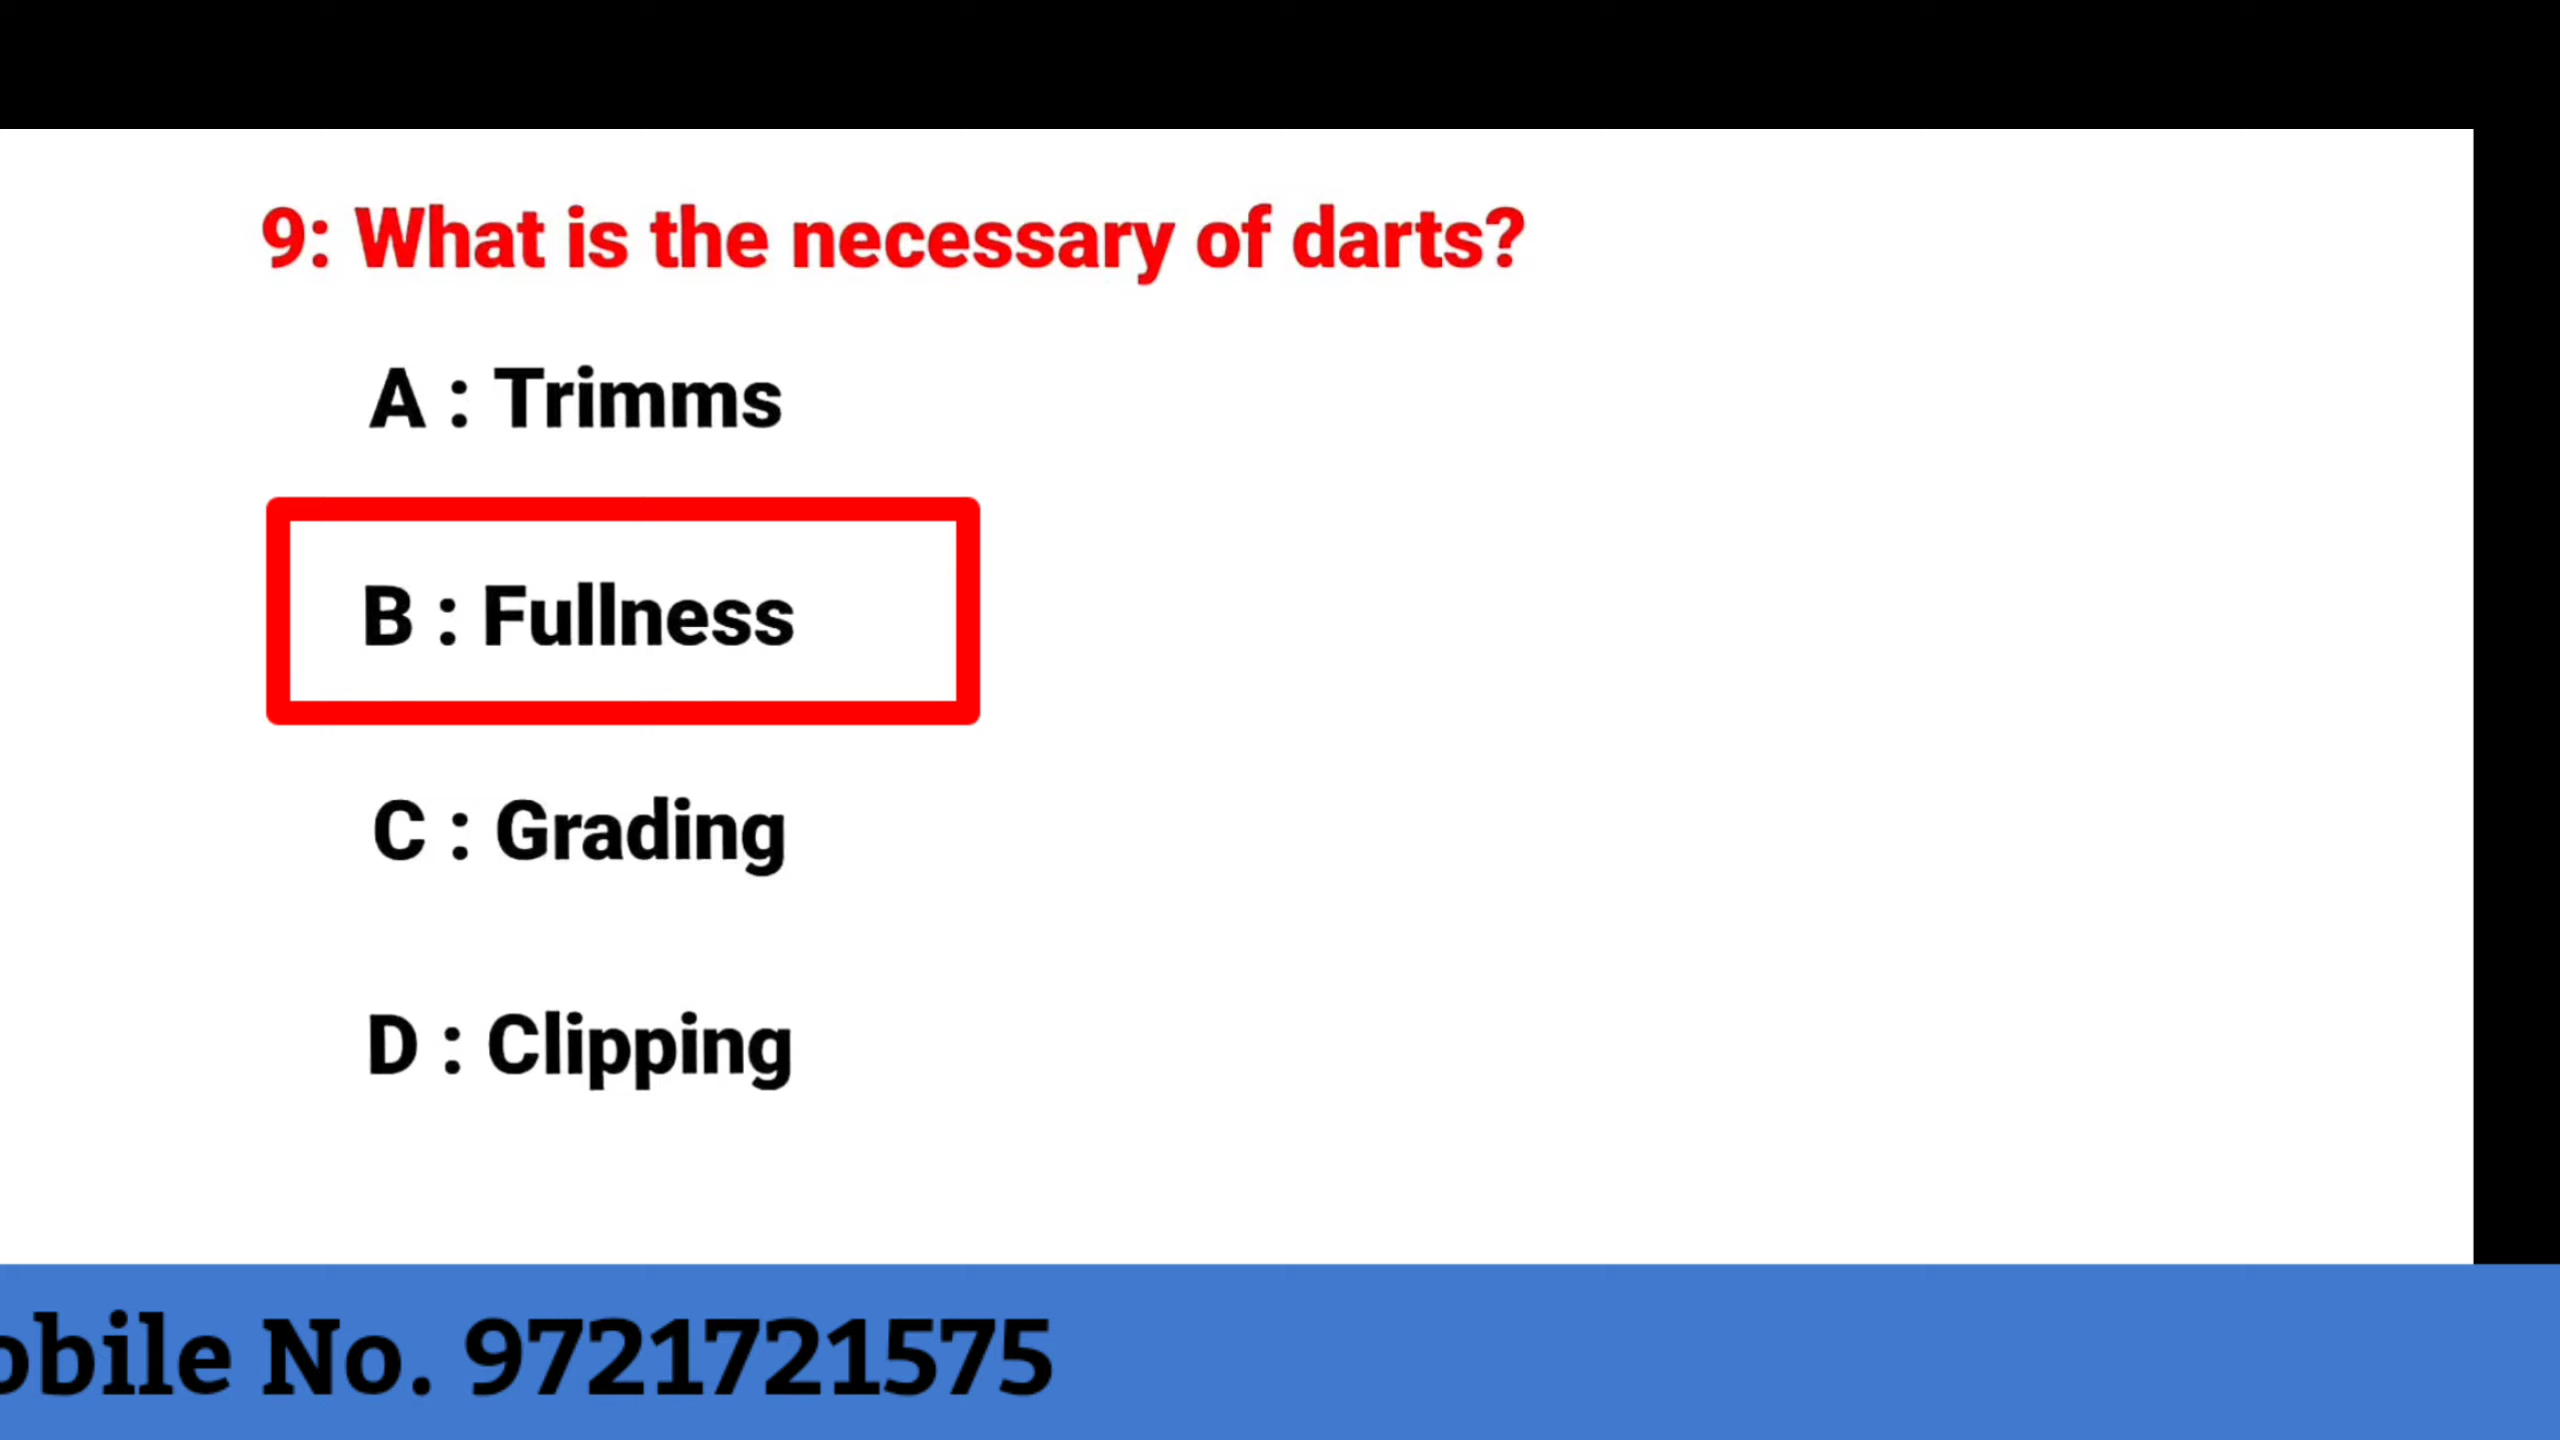 9: What is the necessary of darts?
A : Trimms
B : Fullness
C : Grading
D : Clipping
obile No. 9721721575